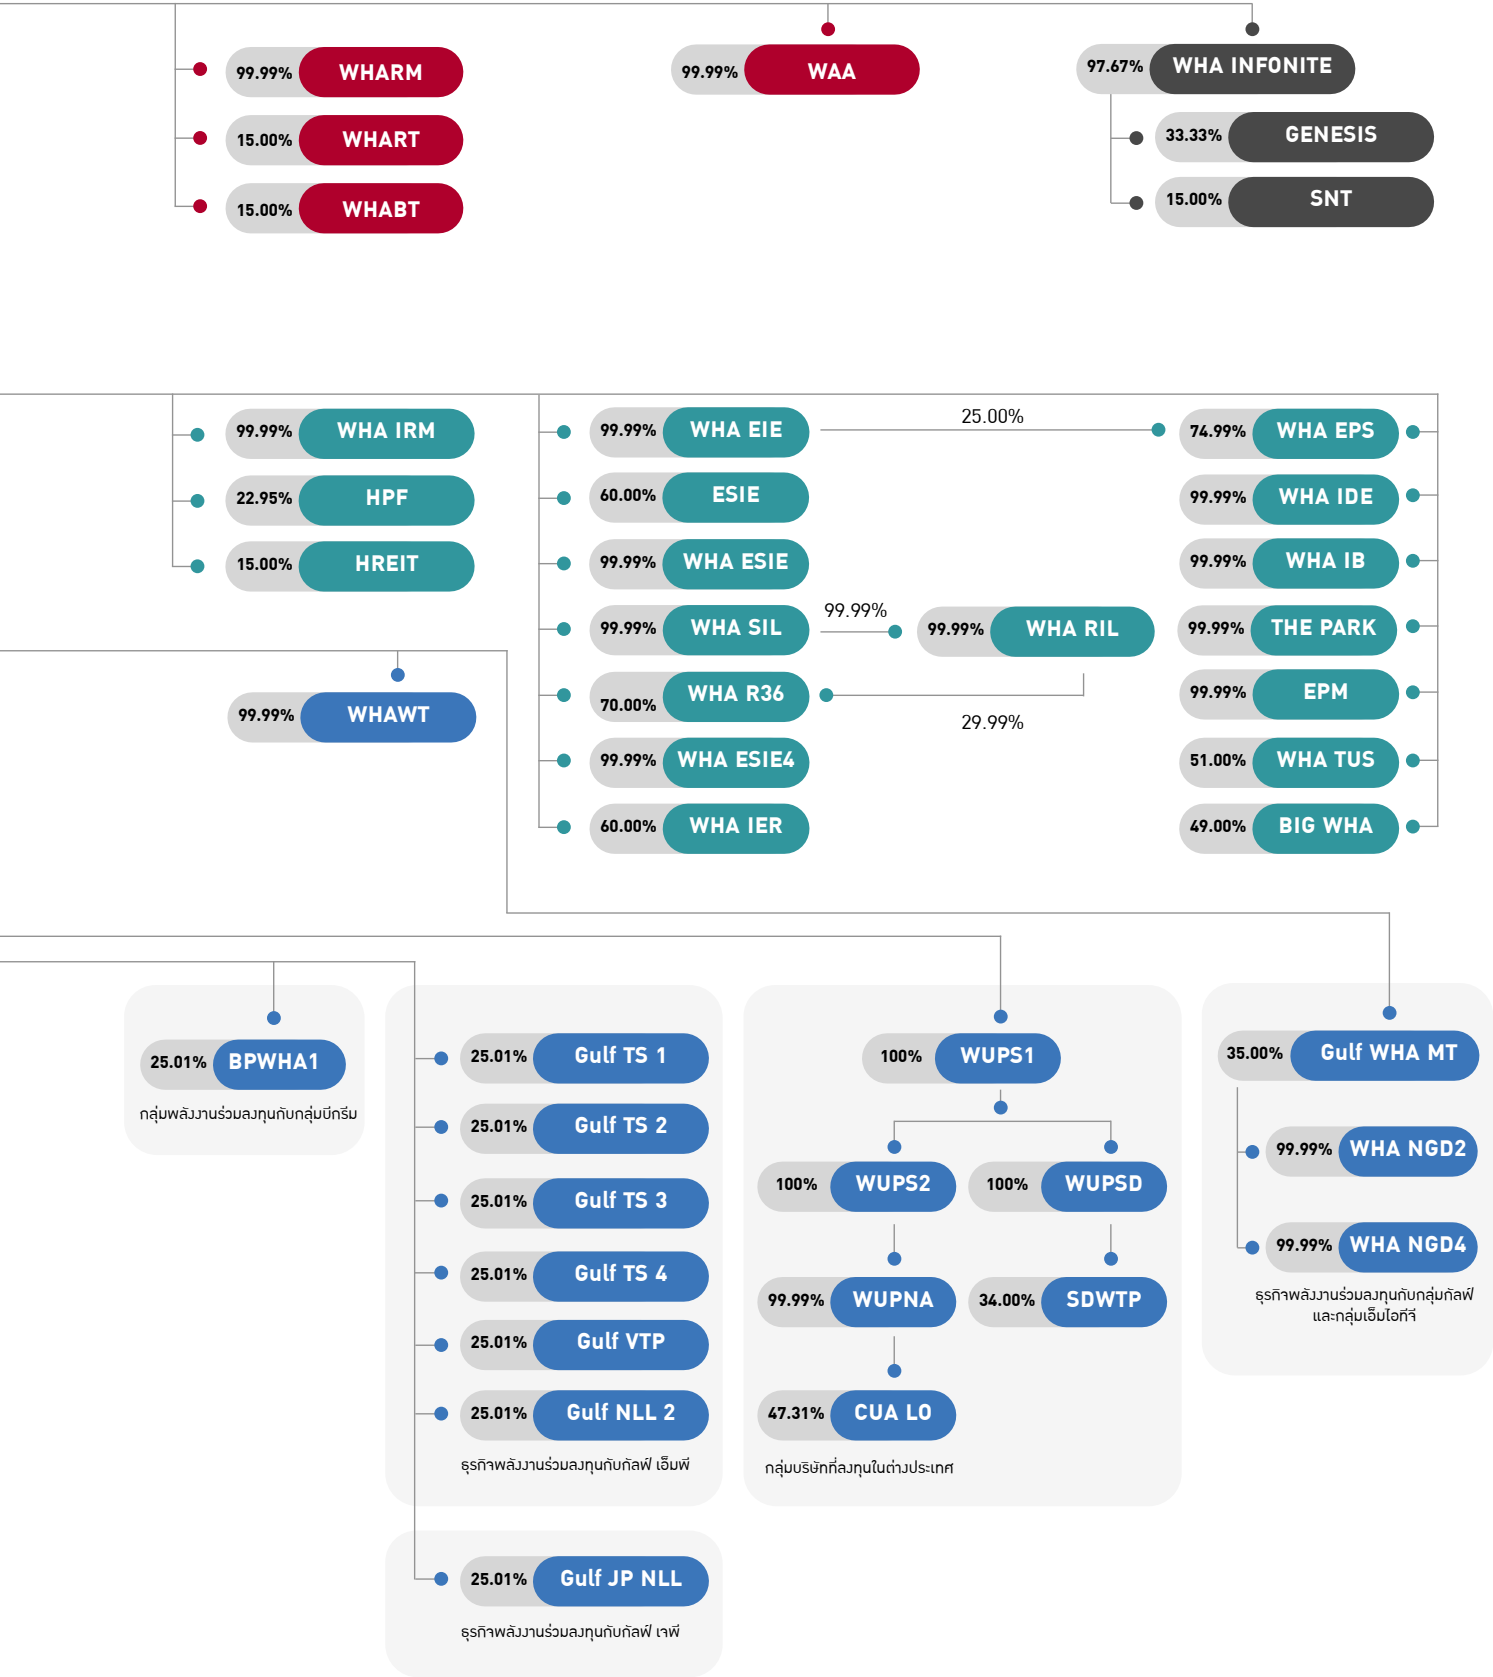 99.99% WHARM
99.99% WAA
97.67% WHA INFONITE
15.00% WHART
33.33% GENESIS
15.00% WHABT
15.00% SNT
99.99% WHA IRM
22.95% HPF
15.00% HREIT
99.99% WHA EIE
25.00%
60.00% ESIE
99.99% WHA ESIE
99.99% WHA SIL
99.99%
99.99% WHA RIL
70.00% WHA R36
29.99%
99.99% WHA ESIE4
60.00% WHA IER
74.99% WHA EPS
99.99% WHA IDE
99.99% WHA IB
99.99% THE PARK
99.99% EPM
51.00% WHA TUS
49.00% BIG WHA
99.99% WHAWT
25.01% BPWHA1
กลุ่มพลังงานร่วมลงทุนกับกลุ่มบีกริม
25.01% Gulf TS 1
25.01% Gulf TS 2
25.01% Gulf TS 3
25.01% Gulf TS 4
25.01% Gulf VTP
25.01% Gulf NLL 2
ธุรกิจพลังงานร่วมลงทุนกับกัลฟ์ เอ็มพี
25.01% Gulf JP NLL
ธุรกิจพลังงานร่วมลงทุนกับกัลฟ์ เจพี
100% WUPS1
100% WUPS2
100% WUPSD
99.99% WUPNA
34.00% SDWTP
47.31% CUA LO
กลุ่มบริษัทที่ลงทุนในต่างประเทศ
35.00% Gulf WHA MT
99.99% WHA NGD2
99.99% WHA NGD4
ธุรกิจพลังงานร่วมลงทุนกับกลุ่มกัลฟ์
และกลุ่มเอ็มไอทีจี